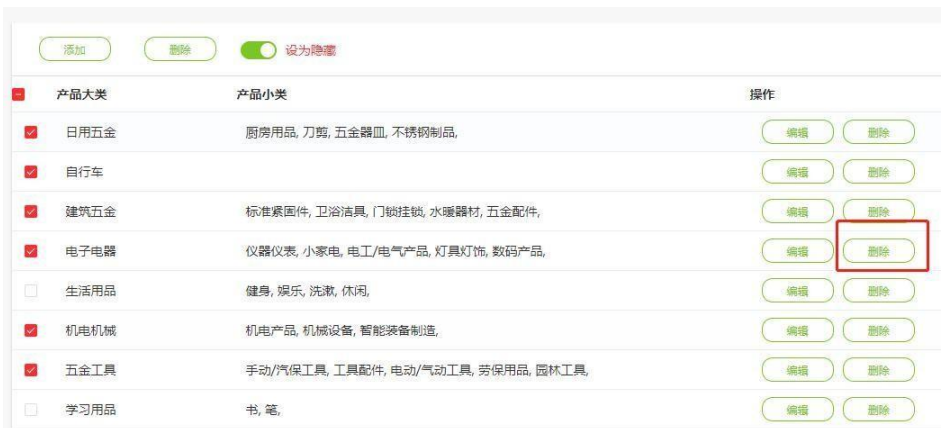 添加 删除 设为隐藏
产品大类 产品小类 操作
日用五金 厨房用品, 刀剪, 五金器皿, 不锈钢制品, 编辑 删除
自行车 编辑 删除
建筑五金 标准紧固件, 卫浴洁具, 门锁挂锁, 水暖器材, 五金配件, 编辑 删除
电子电器 仪器仪表, 小家电, 电工/电气产品, 灯具灯饰, 数码产品, 编辑 删除
生活用品 健身, 娱乐, 洗漱, 休闲, 编辑 删除
机电机械 机电产品, 机械设备, 智能装备制造, 编辑 删除
五金工具 手动/汽保工具, 工具配件, 电动/气动工具, 劳保用品, 园林工具, 编辑 删除
学习用品 书, 笔, 编辑 删除